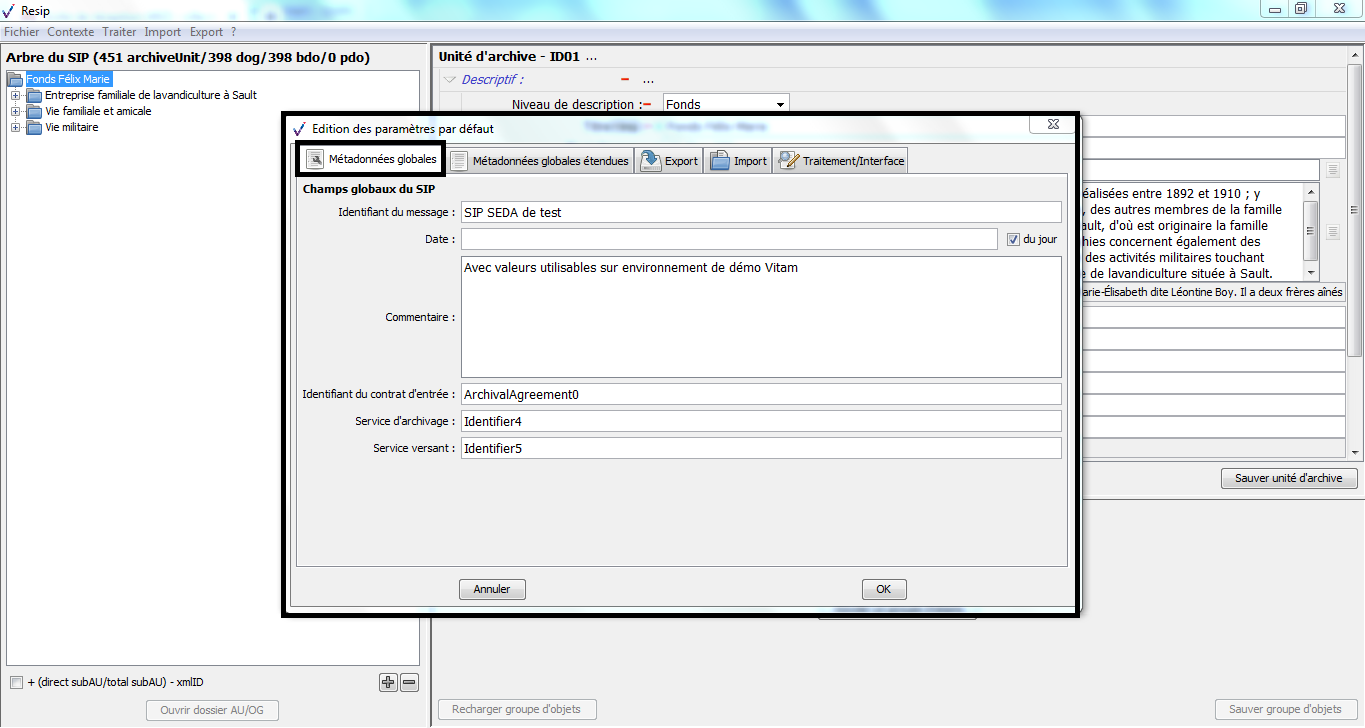 Resip
Fichier Contexte Traiter Import Export ?
Arbre du SIP (451 archiveUnit/398 dog/398 bdo/0 pdo)
Fonds Félix Marie
Entreprise familiale de lavandiculture à Sault
Vie familiale et amicale
Vie militaire
+ (direct subAU/total subAU) - xmlID
Ouvrir dossier AU/OG
Unité d'archive - ID01 ...
Descriptif : ...
Niveau de description : Fonds
Edition des paramètres par défaut
Métadonnées globales
Métadonnées globales étendues
Export
Import
Traitement/Interface
Champs globaux du SIP
Identifiant du message : SIP SEDA de test
Date : du jour
Commentaire : Avec valeurs utilisables sur environnement de démo Vitam
Identifiant du contrat d'entrée : ArchivalAgreement0
Service d'archivage : Identifier4
Service versant : Identifier5
Annuler
OK
éalisées entre 1892 et 1910 ; y
, des autres membres de la famille
ault, d'où est originaire la famille
hies concernent également des
des activités militaires touchant
e de lavandiculture située à Sault.
arie-Élisabeth dite Léontine Boy. Il a deux frères aînés
Sauver unité d'archive
Recharger groupe d'objets
Sauver groupe d'objets